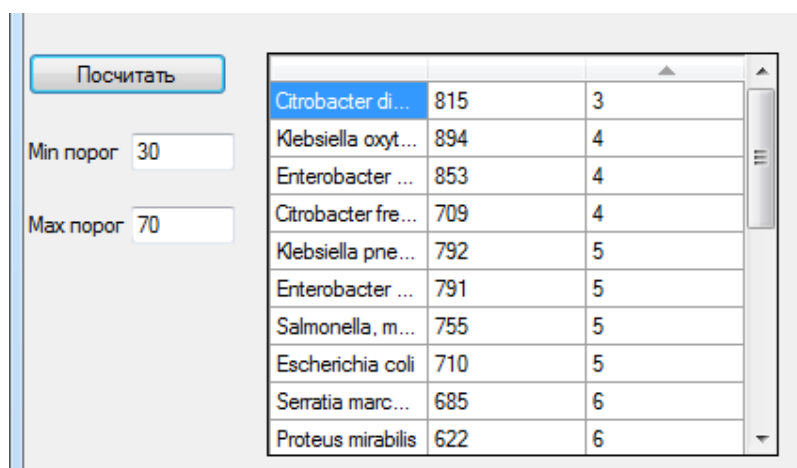 Посчитать
Min порог 30
Max порог 70
Citrobacter di... 815 3
Klebsiella oxyt... 894 4
Enterobacter ... 853 4
Citrobacter fre... 709 4
Klebsiella pne... 792 5
Enterobacter ... 791 5
Salmonella, m... 755 5
Escherichia coli 710 5
Serratia marc... 685 6
Proteus mirabilis 622 6